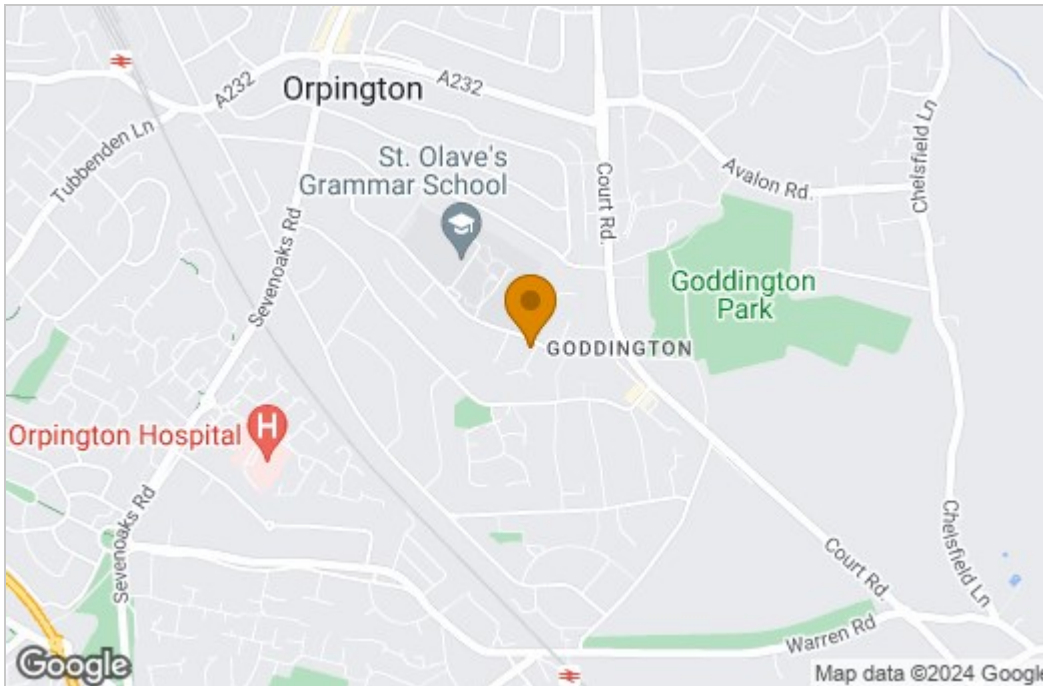 A232
Orpington
A232
Tubbenden Ln
St. Olave's
Grammar School
Court Rd.
Avalon Rd.
Chelsfield Ln
Sevenoaks Rd
Goddington
Park
GODDINGTON
Orpington Hospital
H
Sevenoaks Rd
Court Rd.
Chelsfield Ln
Warren Rd
Google
Map data ©2024 Google